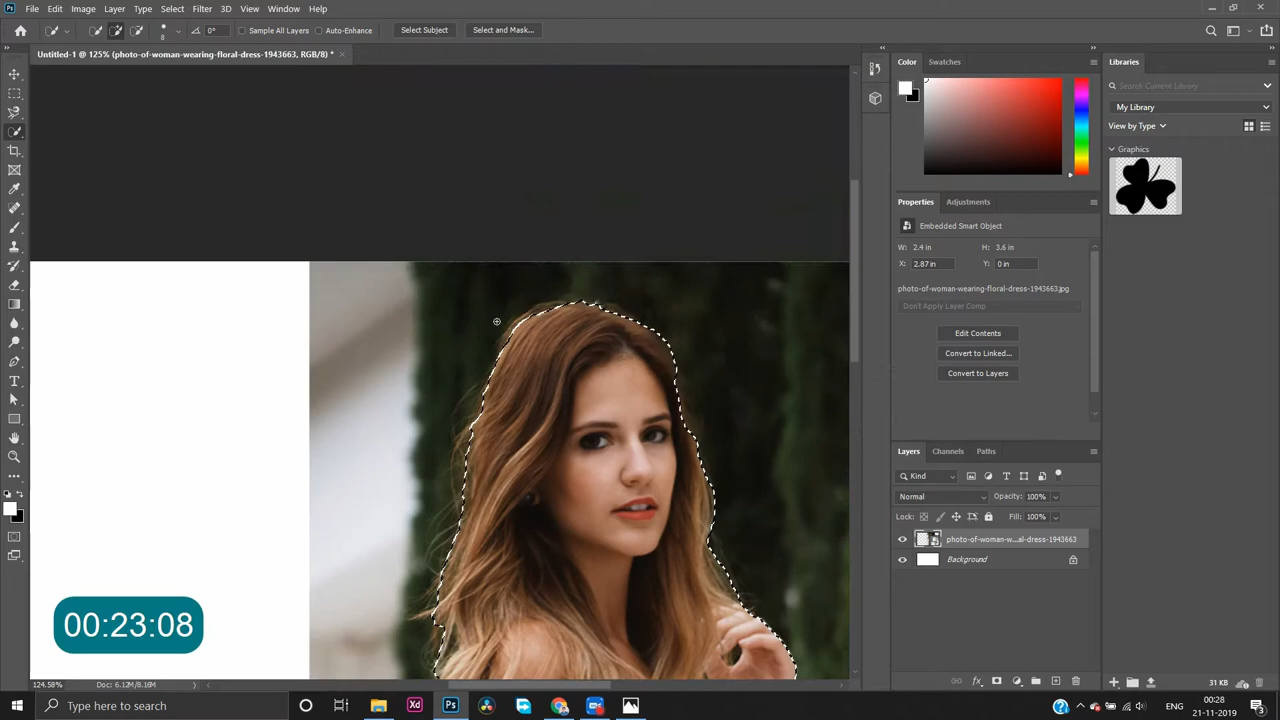 Ps File Edit Image Layer Type Select Filter 3D View Window Help
8 0° Sample All Layers Auto-Enhance Select Subject Select and Mask...
Untitled-1 @ 125% (photo-of-woman-wearing-floral-dress-1943663, RGB/8) *
Color Swatches
Libraries
Search Current Library
My Library
View by Type
Graphics
Properties Adjustments
Embedded Smart Object
W: 2.4 in H: 3.6 in
X: 2.87 in Y: 0 in
photo-of-woman-wearing-floral-dress-1943663.jpg
Don't Apply Layer Comp
Edit Contents
Convert to Linked...
Convert to Layers
Layers Channels Paths
Kind
Normal Opacity: 100%
Lock: Fill: 100%
photo-of-woman-w...al-dress-1943663
Background
00:23:08
124.58% Doc: 6.12M/8.16M
31 KB
Type here to search
Xd Ps
ENG
00:28
21-11-2019